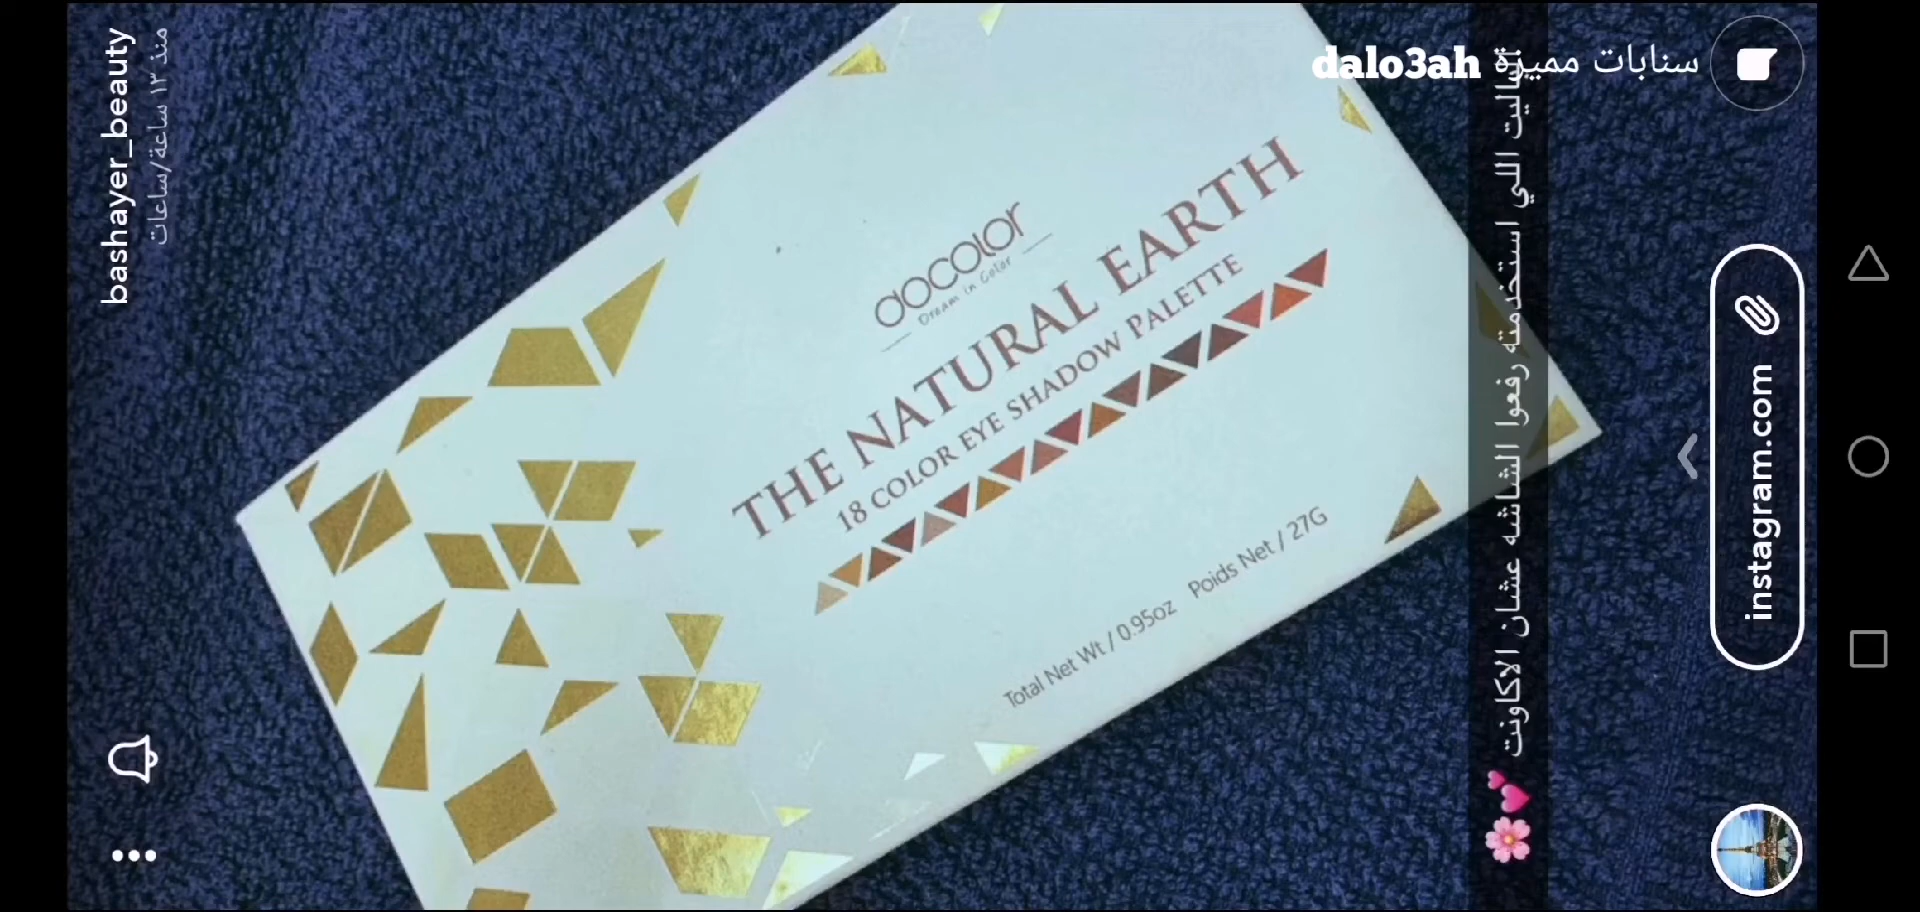 bashayer_beauty
منذ ١٣ ساعة/ساعات
سنابات مميزة dalo3ah
docolor
Dream in Color
THE NATURAL EARTH
18 COLOR EYE SHADOW PALETTE
Total Net Wt / 0.95oz Poids Net / 27G
الباليت اللي استخدمته رفعوا الشاشه عشان الاكاونت
💕🌸
instagram.com